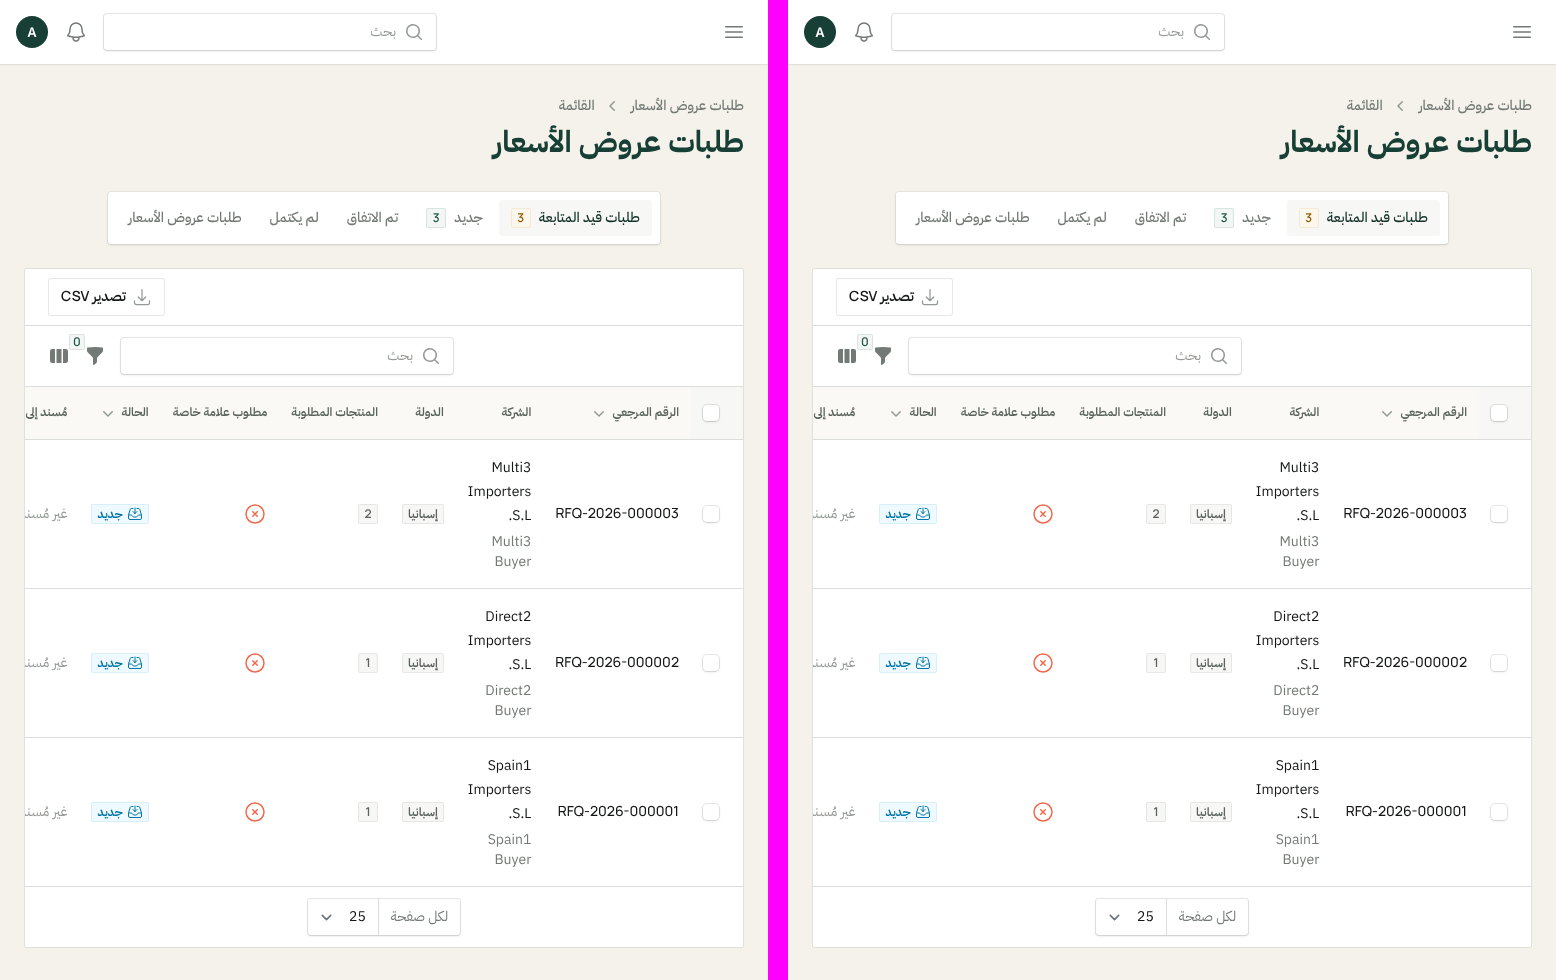 A
بحث
طلبات عروض الأسعار
القائمة
طلبات عروض الأسعار
طلبات قيد المتابعة 3
جديد 3
تم الاتفاق
لم يكتمل
طلبات عروض الأسعار
تصدير CSV
بحث
0
الرقم المرجعي
الشركة
الدولة
المنتجات المطلوبة
مطلوب علامة خاصة
الحالة
مُسند إلى
RFQ-2026-000003
Multi3
Importers
S.L.
Multi3
Buyer
إسبانيا
2
جديد
غير
RFQ-2026-000002
Direct2
Importers
S.L.
Direct2
Buyer
إسبانيا
1
جديد
غير
RFQ-2026-000001
Spain1
Importers
S.L.
Spain1
Buyer
إسبانيا
1
جديد
غير
لكل صفحة
25
A
بحث
طلبات عروض الأسعار
القائمة
طلبات عروض الأسعار
طلبات قيد المتابعة 3
جديد 3
تم الاتفاق
لم يكتمل
طلبات عروض الأسعار
تصدير CSV
بحث
0
الرقم المرجعي
الشركة
الدولة
المنتجات المطلوبة
مطلوب علامة خاصة
الحالة
مُسند إلى
RFQ-2026-000003
Multi3
Importers
S.L.
Multi3
Buyer
إسبانيا
2
جديد
غير
RFQ-2026-000002
Direct2
Importers
S.L.
Direct2
Buyer
إسبانيا
1
جديد
غير
RFQ-2026-000001
Spain1
Importers
S.L.
Spain1
Buyer
إسبانيا
1
جديد
غير
لكل صفحة
25